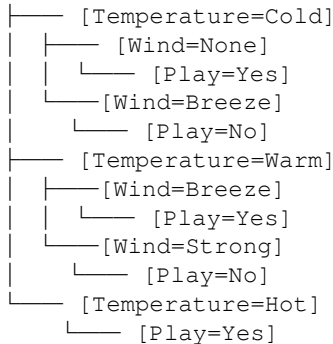 ├── [Temperature=Cold]
│  ├── [Wind=None]
│  │  └── [Play=Yes]
│  └──[Wind=Breeze]
│     └── [Play=No]
├── [Temperature=Warm]
│  ├──[Wind=Breeze]
│  │  └── [Play=Yes]
│  └──[Wind=Strong]
│     └── [Play=No]
└── [Temperature=Hot]
   └── [Play=Yes]